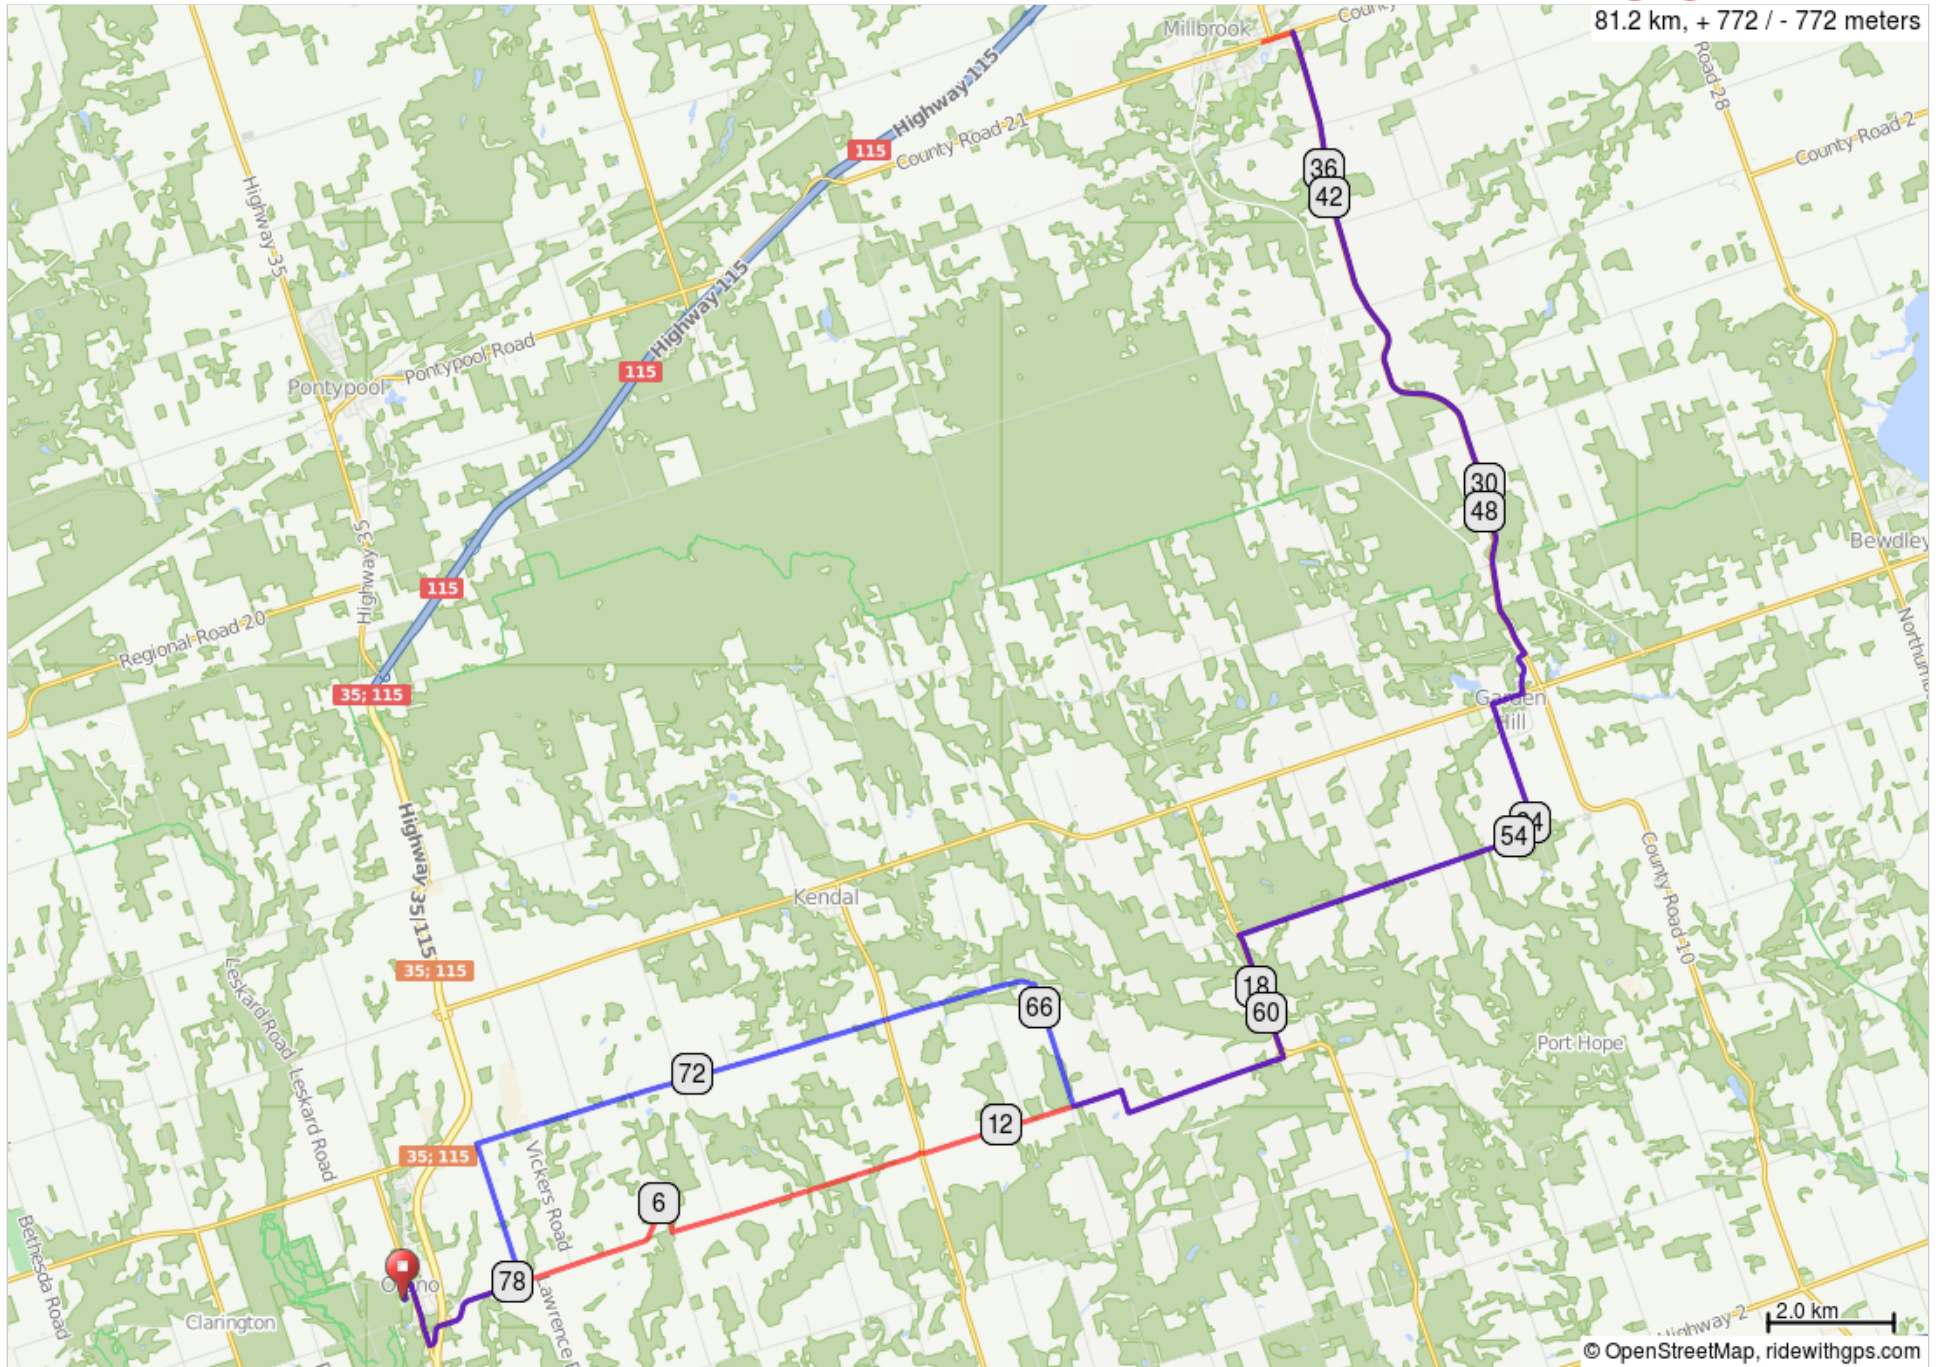 81.2 km, + 772 / - 772 meters
Millbrook
County
Road 28
Highway 115
115
County Road 21
County Road 2
36
42
Highway 35
Highway 115
Pontypool Road
115
Pontypool
30
48
Highway 35
115
Bewdley
Regional Road 20
35; 115
Garden
Hill
Highway 35/115
54
County Road 10
Kendal
35; 115
Leskard Road
18
66
60
Port Hope
72
Leskard Road
12
35; 115
Vickers Road
6
Bethesda Road
78
Clarington
2.0 km
Highway 2
© OpenStreetMap, ridewithgps.com